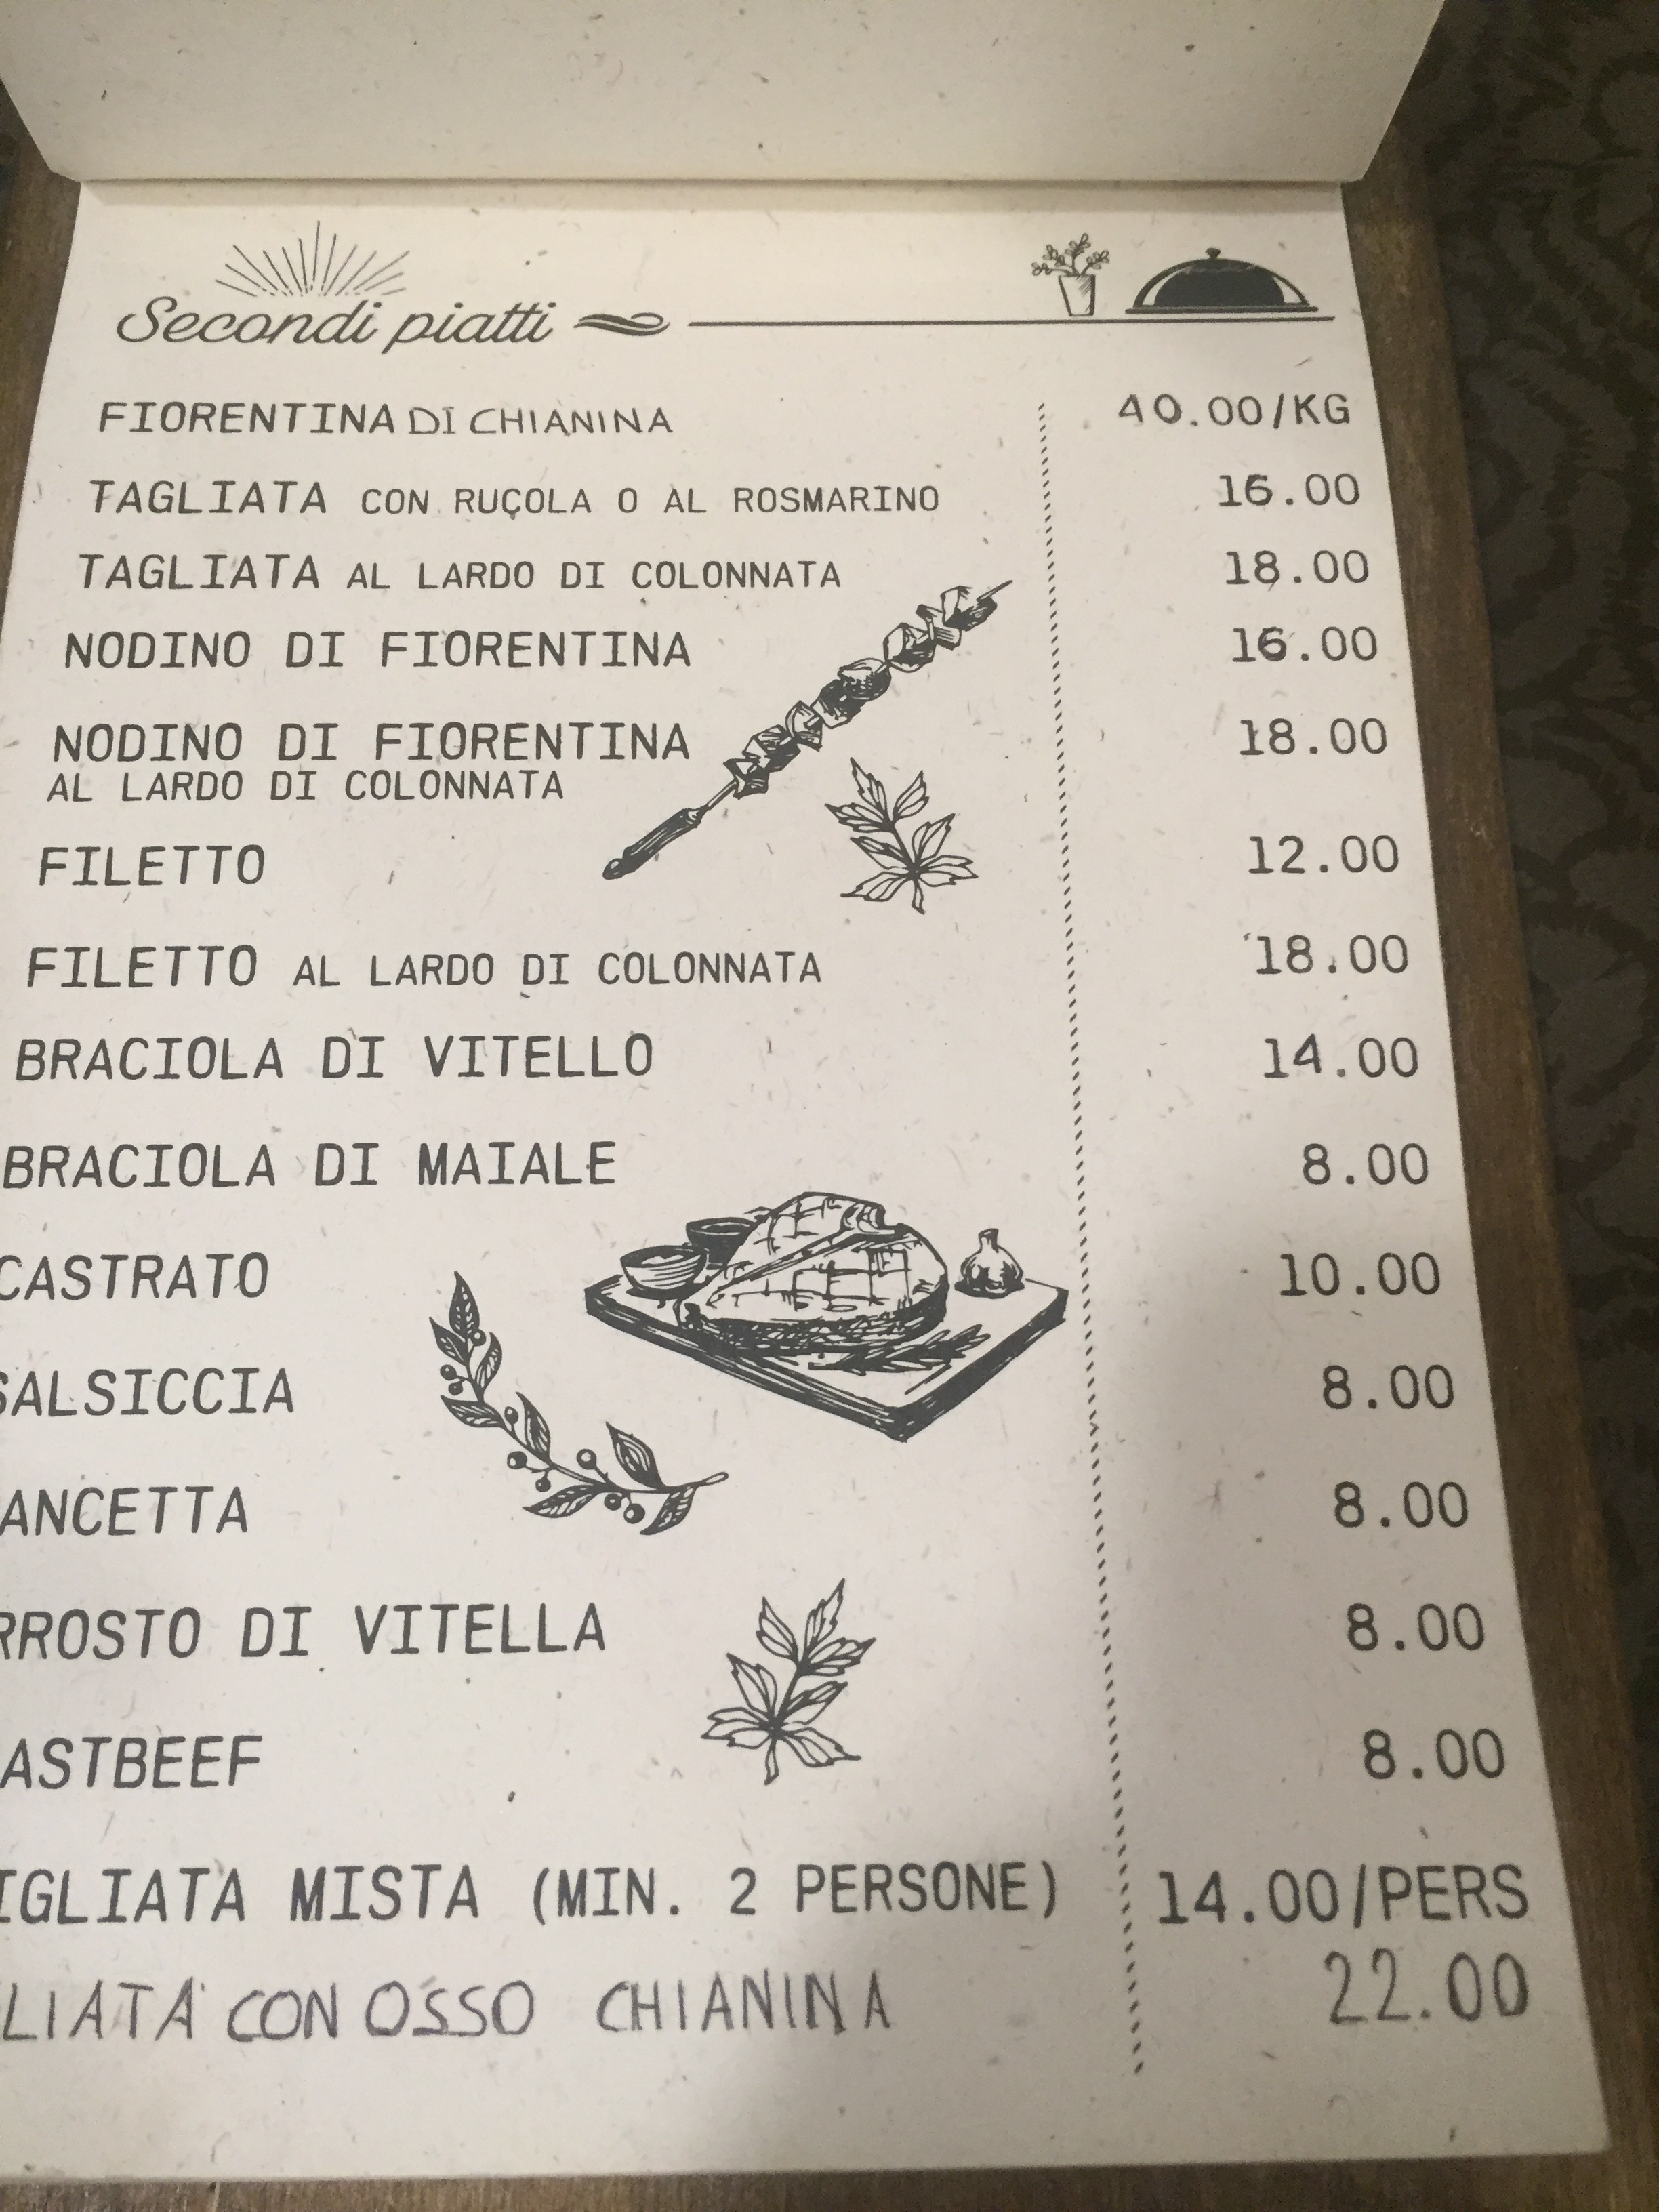 Secondi piatti
FIORENTINA DI CHIANINA 40.00/KG
TAGLIATA CON RUCOLA O AL ROSMARINO 16.00
TAGLIATA AL LARDO DI COLONNATA 18.00
NODINO DI FIORENTINA 16.00
NODINO DI FIORENTINA 18.00
AL LARDO DI COLONNATA
FILETTO 12.00
FILETTO AL LARDO DI COLONNATA 18.00
BRACIOLA DI VITELLO 14.00
BRACIOLA DI MAIALE 8.00
CASTRATO 10.00
SALSICCIA 8.00
ANCETTA 8.00
RROSTO DI VITELLA 8.00
ASTBEEF 8.00
IGLIATA MISTA (MIN. 2 PERSONE) 14.00/PERS
LIATA CON OSSO CHIANINA 22.00